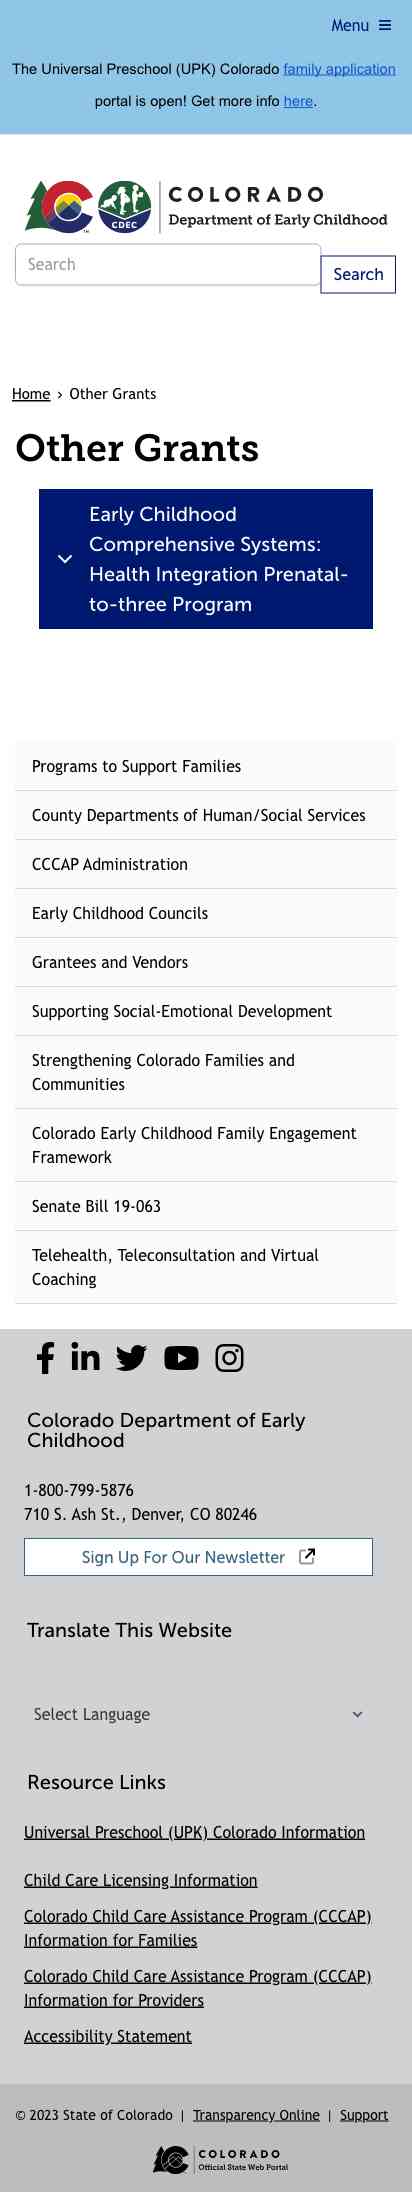 Menu
The Universal Preschool (UPK) Colorado family application
portal is open! Get more info here.
CDEC
TM
COLORADO
Department of Early Childhood
Search
Search
Home › Other Grants
Other Grants
Early Childhood
Comprehensive Systems:
Health Integration Prenatal-
to-three Program
Programs to Support Families
County Departments of Human/Social Services
CCCAP Administration
Early Childhood Councils
Grantees and Vendors
Supporting Social-Emotional Development
Strengthening Colorado Families and
Communities
Colorado Early Childhood Family Engagement
Framework
Senate Bill 19-063
Telehealth, Teleconsultation and Virtual
Coaching
Colorado Department of Early
Childhood
1-800-799-5876
710 S. Ash St., Denver, CO 80246
Sign Up For Our Newsletter
Translate This Website
Select Language
Resource Links
Universal Preschool (UPK) Colorado Information
Child Care Licensing Information
Colorado Child Care Assistance Program (CCCAP)
Information for Families
Colorado Child Care Assistance Program (CCCAP)
Information for Providers
Accessibility Statement
© 2023 State of Colorado | Transparency Online | Support
COLORADO
Official State Web Portal